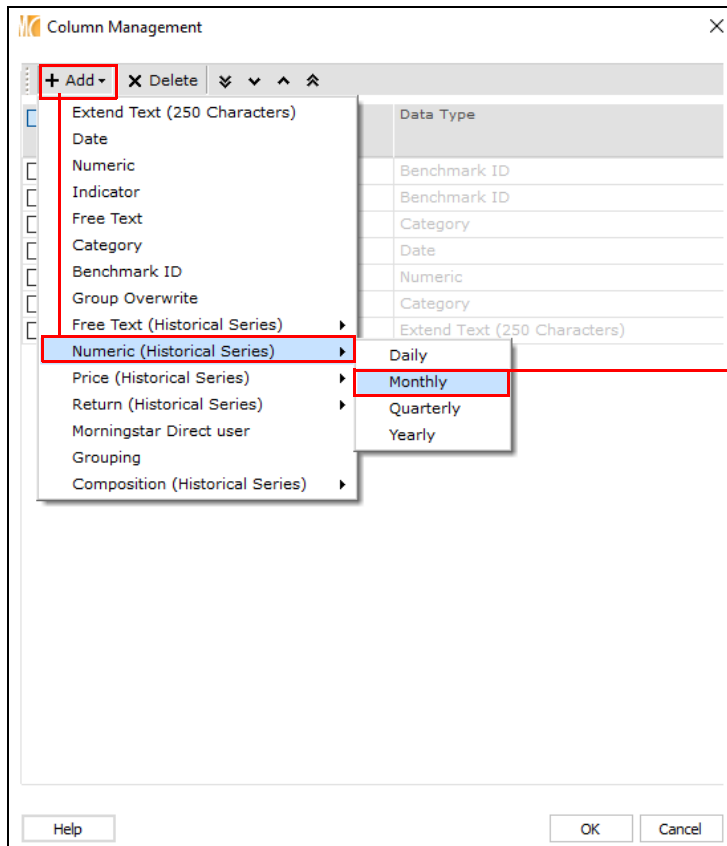 Column Management
Add
Delete
Extend Text (250 Characters)
Date
Numeric
Indicator
Free Text
Category
Benchmark ID
Group Overwrite
Free Text (Historical Series)
Numeric (Historical Series)
Price (Historical Series)
Return (Historical Series)
Morningstar Direct user
Grouping
Composition (Historical Series)
Daily
Monthly
Quarterly
Yearly
Data Type
Benchmark ID
Benchmark ID
Category
Date
Numeric
Category
Extend Text (250 Characters)
Help
OK
Cancel